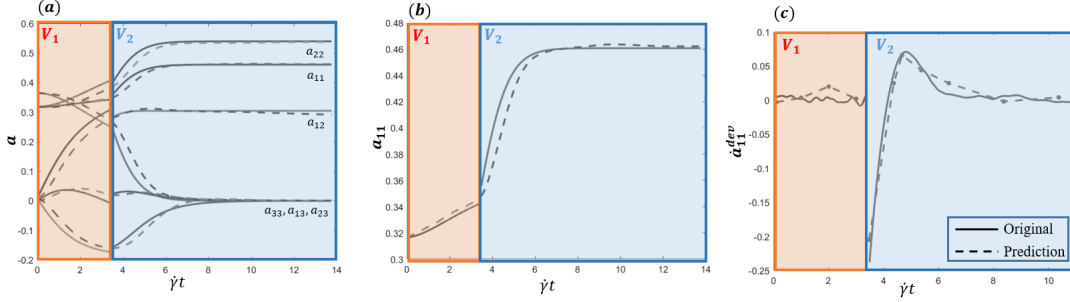 (a)
V1
V2
0.6
0.5
0.4
0.3
0.2
0.1
0
-0.1
-0.2
a
a22
a11
a12
a33, a13, a23
0 2 4 6 8 10 12 14
γ̇t
(b)
V1
V2
0.46
0.44
0.42
0.4
0.38
0.36
0.34
0.32
0.3
a11
0 2 4 6 8 10 12 14
γ̇t
(c)
V1
V2
0.1
0.05
0
-0.05
-0.1
-0.15
-0.2
-0.25
ȧ11^dev
Original
Prediction
0 2 4 6 8 10
γ̇t